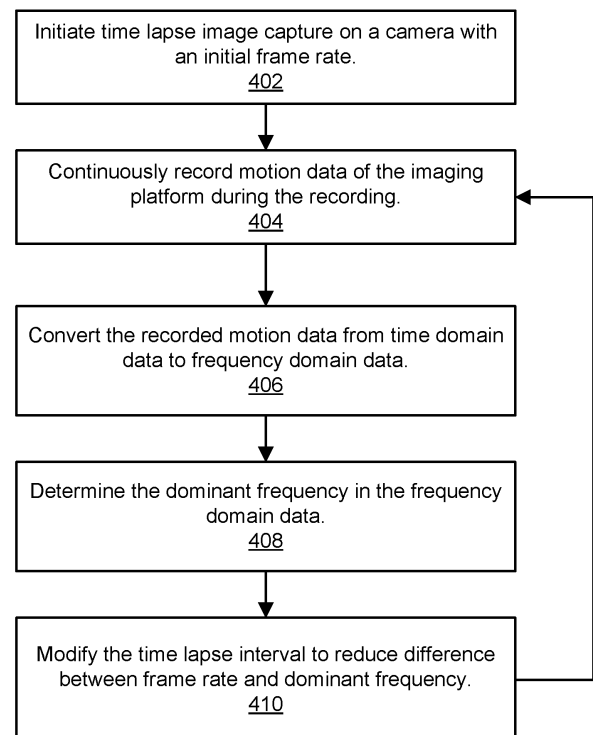 Initiate time lapse image capture on a camera with
an initial frame rate.
402
Continuously record motion data of the imaging
platform during the recording.
404
Convert the recorded motion data from time domain
data to frequency domain data.
406
Determine the dominant frequency in the frequency
domain data.
408
Modify the time lapse interval to reduce difference
between frame rate and dominant frequency.
410